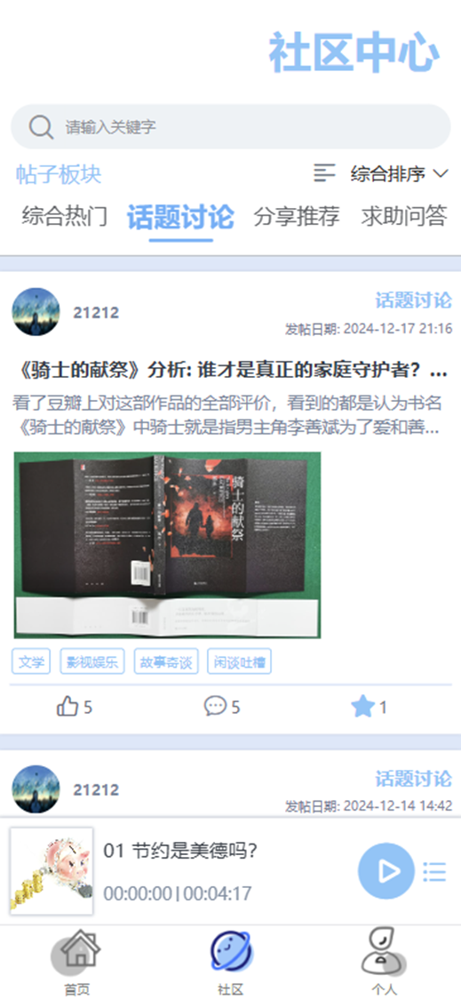 社区中心
请输入关键字
帖子板块
综合排序
综合热门 话题讨论 分享推荐 求助问答
21212
话题讨论
发帖日期: 2024-12-17 21:16
《骑士的献祭》分析: 谁才是真正的家庭守护者？...
看了豆瓣上对这部作品的全部评价，看到的都是认为书名
《骑士的献祭》中骑士就是指男主角李善斌为了爱和善...
骑士的献祭
文学 影视娱乐 故事奇谈 闲谈吐槽
5 5 1
21212
话题讨论
发帖日期: 2024-12-14 14:42
01 节约是美德吗?
00:00:00|00:04:17
首页 社区 个人